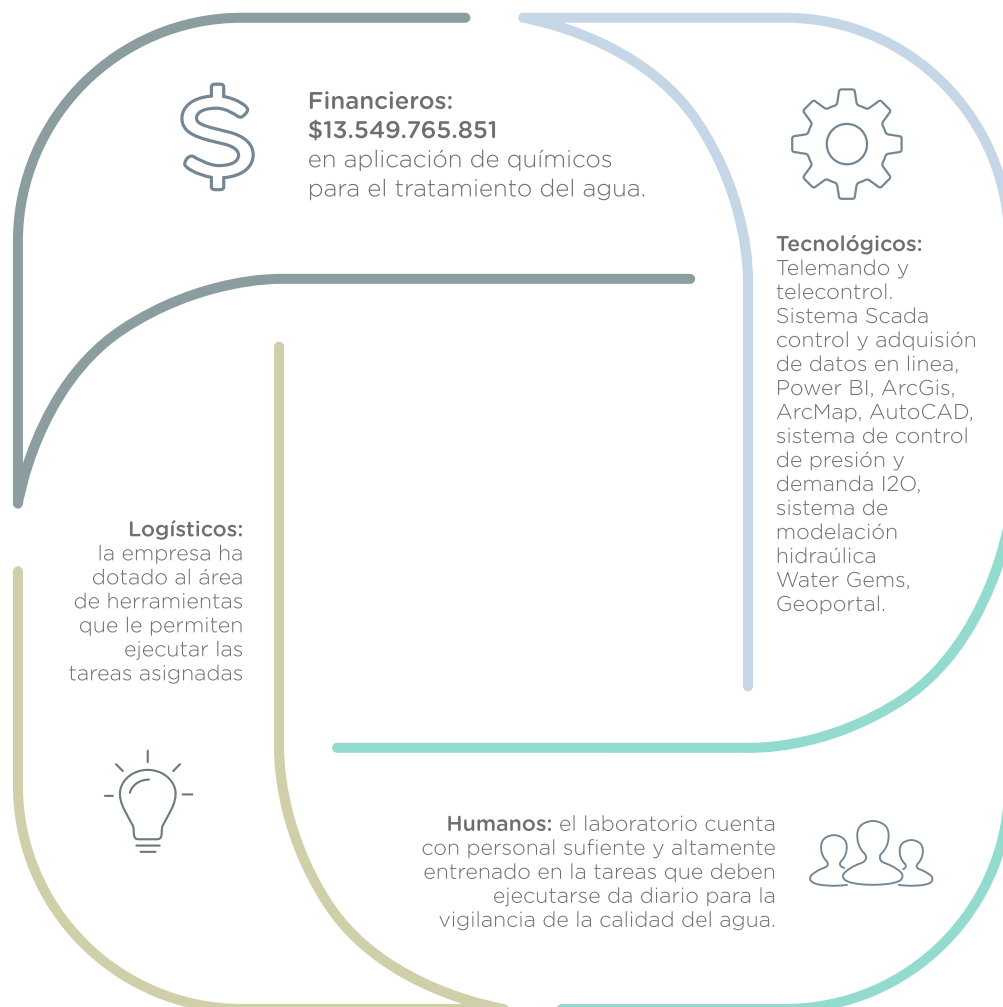 Financieros:
$13.549.765.851
en aplicación de químicos
para el tratamiento del agua.
Tecnológicos:
Telemando y
telecontrol.
Sistema Scada
control y adquisión
de datos en linea,
Power BI, ArcGis,
ArcMap, AutoCAD,
sistema de control
de presión y
demanda I2O,
sistema de
modelación
hidraúlica
Water Gems,
Geoportal.
Logísticos:
la empresa ha
dotado al área
de herramientas
que le permiten
ejecutar las
tareas asignadas
Humanos: el laboratorio cuenta
con personal sufiente y altamente
entrenado en la tareas que deben
ejecutarse da diario para la
vigilancia de la calidad del agua.